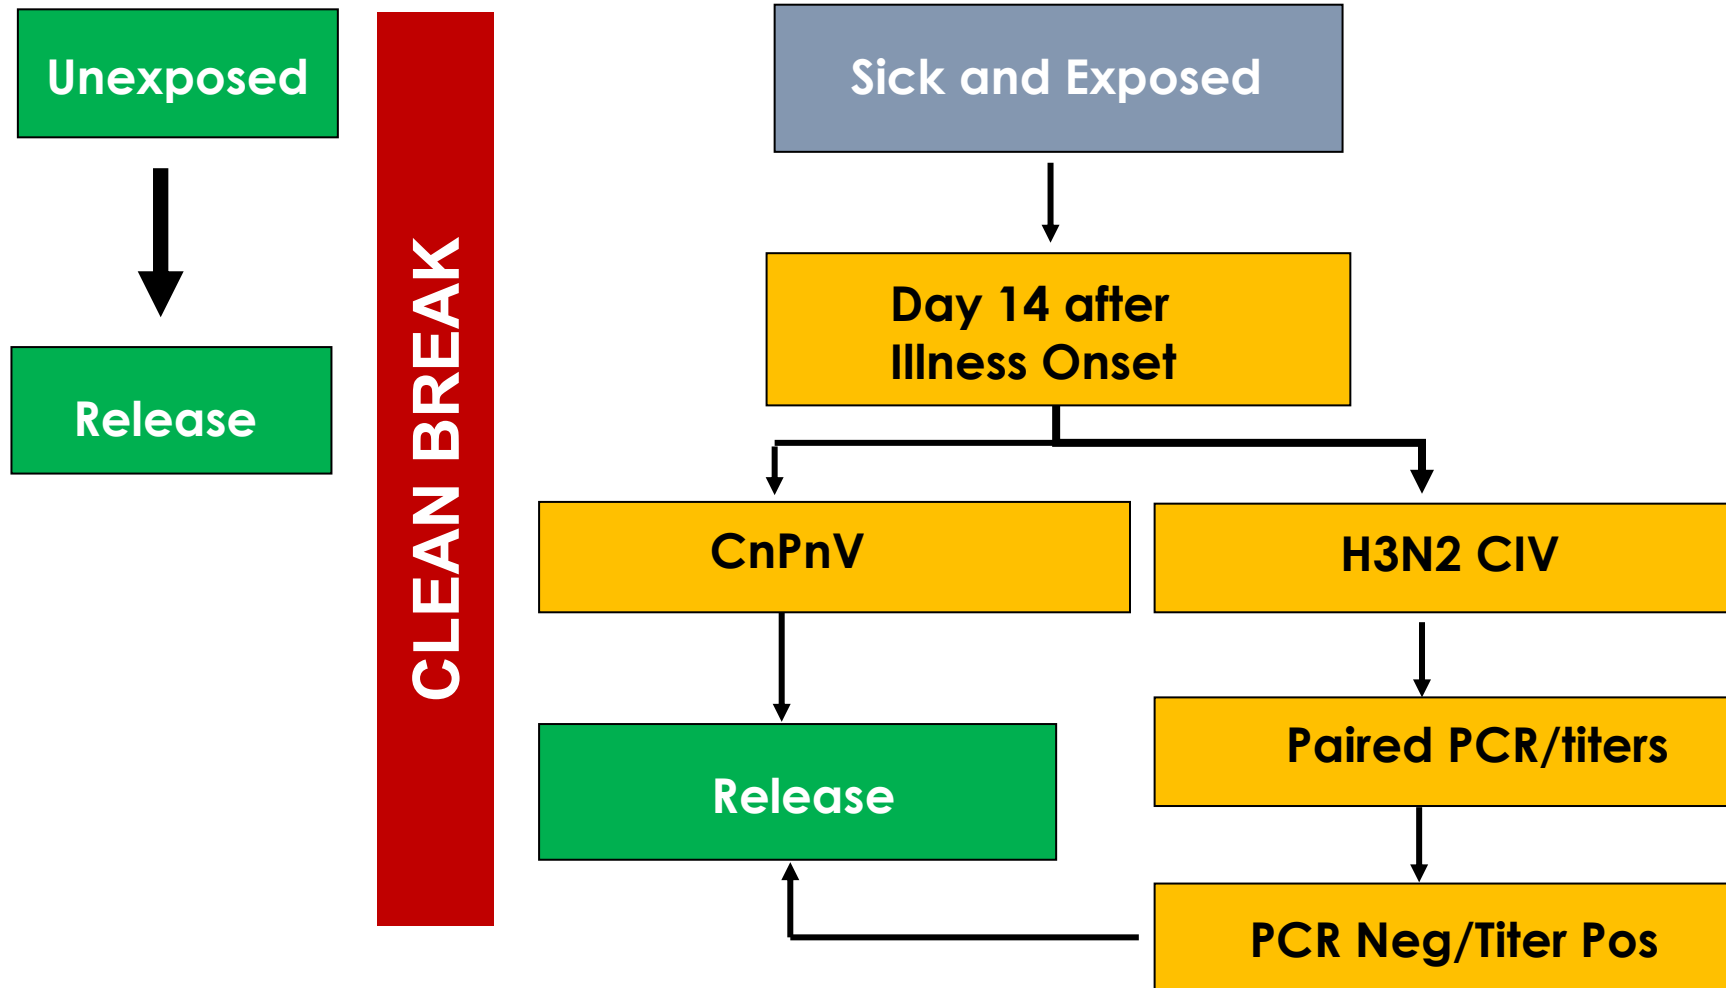 Unexposed
Release
CLEAN BREAK
Sick and Exposed
Day 14 after
Illness Onset
CnPnV
H3N2 CIV
Paired PCR/titers
Release
PCR Neg/Titer Pos